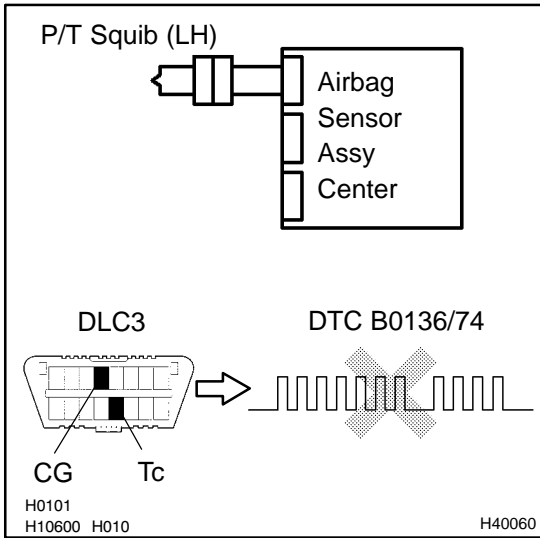 P/T Squib (LH)
Airbag
Sensor
Assy
Center
DLC3
DTC B0136/74
CG
Tc
H0101
H10600 H010
H40060